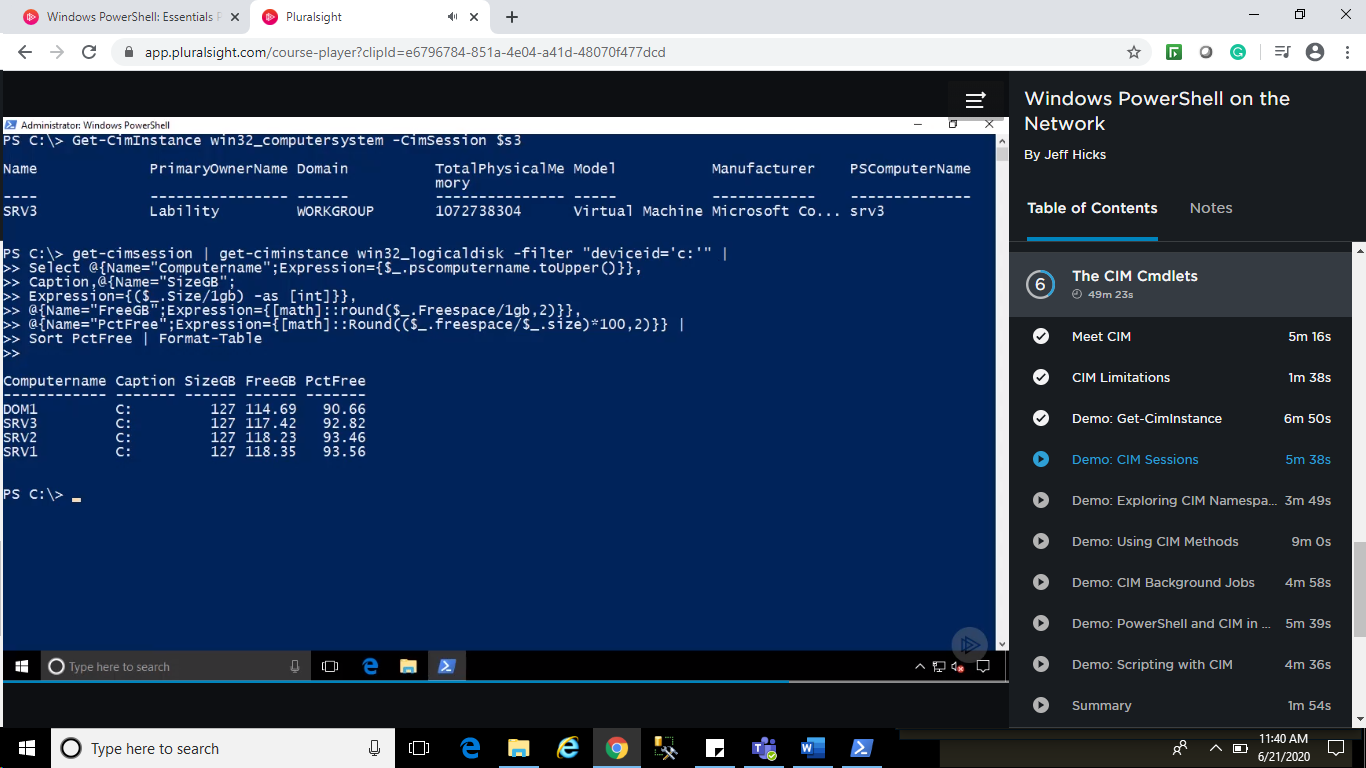 Windows PowerShell: Essentials P
Pluralsight
app.pluralsight.com/course-player?clipId=e6796784-851a-4e04-a41d-48070f477dcd
Administrator: Windows PowerShell
PS C:\> Get-CimInstance win32_computersystem -CimSession $s3
Name PrimaryOwnerName Domain TotalPhysicalMe Model Manufacturer PSComputerName
mory
---- ---------------- ------ --------------- ----- ------------ --------------
SRV3 Lability WORKGROUP 1072738304 Virtual Machine Microsoft Co... srv3
PS C:\> get-cimsession | get-ciminstance win32_logicaldisk -filter "deviceid='c:'" |
>> Select @{Name="Computername";Expression={$_.pscomputername.toUpper()}},
>> Caption,@{Name="SizeGB";
>> Expression={($_.Size/1gb) -as [int]}},
>> @{Name="FreeGB";Expression={[math]::round($_.Freespace/1gb,2)}},
>> @{Name="PctFree";Expression={[math]::Round(($_.freespace/$_.size)*100,2)}} |
>> Sort PctFree | Format-Table
>>
Computername Caption SizeGB FreeGB PctFree
------------ ------- ------ ------ -------
DOM1 C: 127 114.69 90.66
SRV3 C: 127 117.42 92.82
SRV2 C: 127 118.23 93.46
SRV1 C: 127 118.35 93.56
PS C:\> _
Type here to search
Windows PowerShell on the
Network
By Jeff Hicks
Table of Contents
Notes
6
The CIM Cmdlets
49m 23s
Meet CIM 5m 16s
CIM Limitations 1m 38s
Demo: Get-CimInstance 6m 50s
Demo: CIM Sessions 5m 38s
Demo: Exploring CIM Namespa... 3m 49s
Demo: Using CIM Methods 9m 0s
Demo: CIM Background Jobs 4m 58s
Demo: PowerShell and CIM in ... 5m 39s
Demo: Scripting with CIM 4m 36s
Summary 1m 54s
Type here to search
11:40 AM
6/21/2020